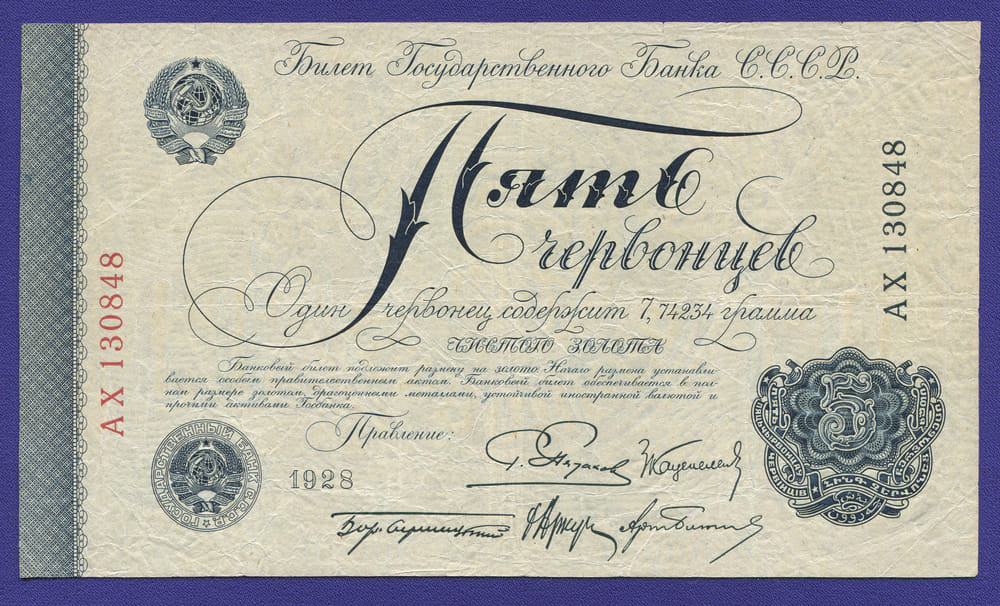 Билет Государственного Банка С.С.С.Р.
Пять
червонцев
Один червонец содержит 7,74234 грамма
ЧИСТОГО ЗОЛОТА
Банковый билет подлежит размену на золото. Начало размена устанавли-
вается особым правительственным актом. Банковый билет обеспечивается в пол-
ном размере золотом, драгоценными металлами, устойчивой иностранной валютой и
прочими активами Госбанка.
Правление:
1928
АХ 130848
АХ 130848
ГОСУДАРСТВЕННЫЙ БАНК С.С.С.Р.
5